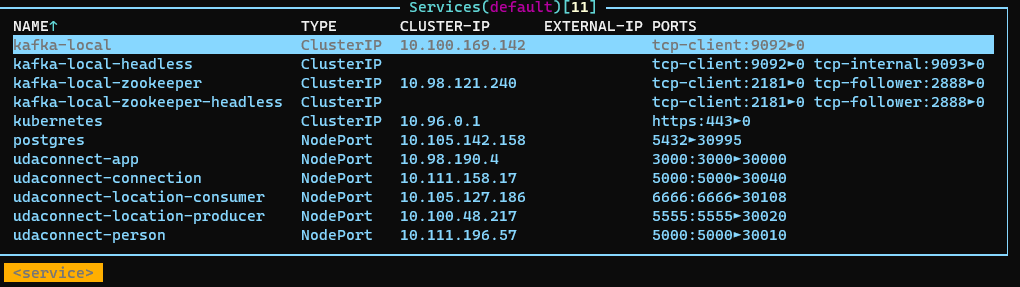 Services(default)[11]
NAME↑ TYPE CLUSTER-IP EXTERNAL-IP PORTS
kafka-local ClusterIP 10.100.169.142 tcp-client:9092►0
kafka-local-headless ClusterIP tcp-client:9092►0 tcp-internal:9093►0
kafka-local-zookeeper ClusterIP 10.98.121.240 tcp-client:2181►0 tcp-follower:2888►0
kafka-local-zookeeper-headless ClusterIP tcp-client:2181►0 tcp-follower:2888►0
kubernetes ClusterIP 10.96.0.1 https:443►0
postgres NodePort 10.105.142.158 5432►30995
udaconnect-app NodePort 10.98.190.4 3000:3000►30000
udaconnect-connection NodePort 10.111.158.17 5000:5000►30040
udaconnect-location-consumer NodePort 10.105.127.186 6666:6666►30108
udaconnect-location-producer NodePort 10.100.48.217 5555:5555►30020
udaconnect-person NodePort 10.111.196.57 5000:5000►30010
<service>